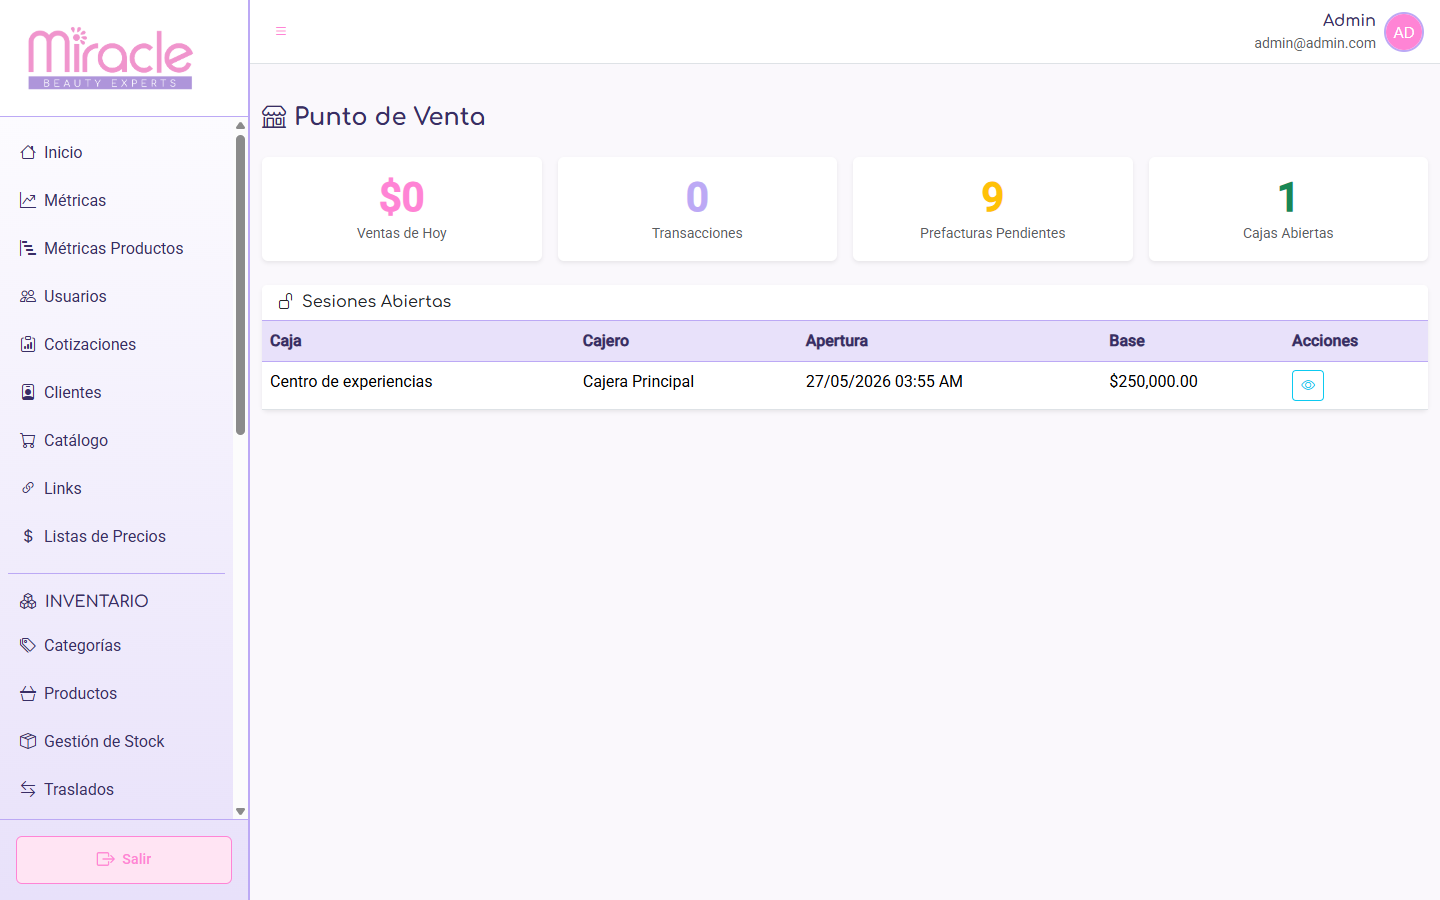 Miracle
BEAUTY EXPERTS
Inicio
Métricas
Métricas Productos
Usuarios
Cotizaciones
Clientes
Catálogo
Links
$ Listas de Precios
INVENTARIO
Categorías
Productos
Gestión de Stock
Traslados
Salir
Admin
admin@admin.com
AD
Punto de Venta
$0
Ventas de Hoy
0
Transacciones
9
Prefacturas Pendientes
1
Cajas Abiertas
Sesiones Abiertas
Caja Cajero Apertura Base Acciones
Centro de experiencias Cajera Principal 27/05/2026 03:55 AM $250,000.00